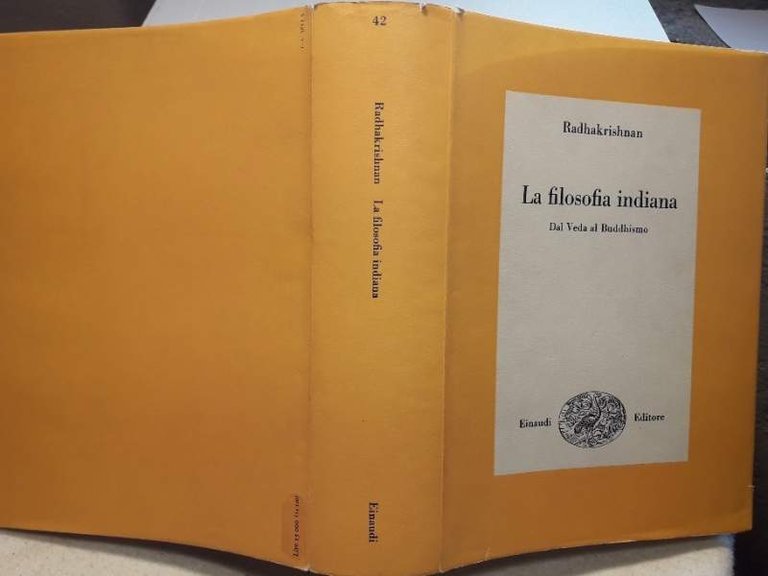 42
Radhakrishnan La filosofia indiana
Einaudi
Radhakrishnan
La filosofia indiana
Dal Veda al Buddhismo
Einaudi Editore